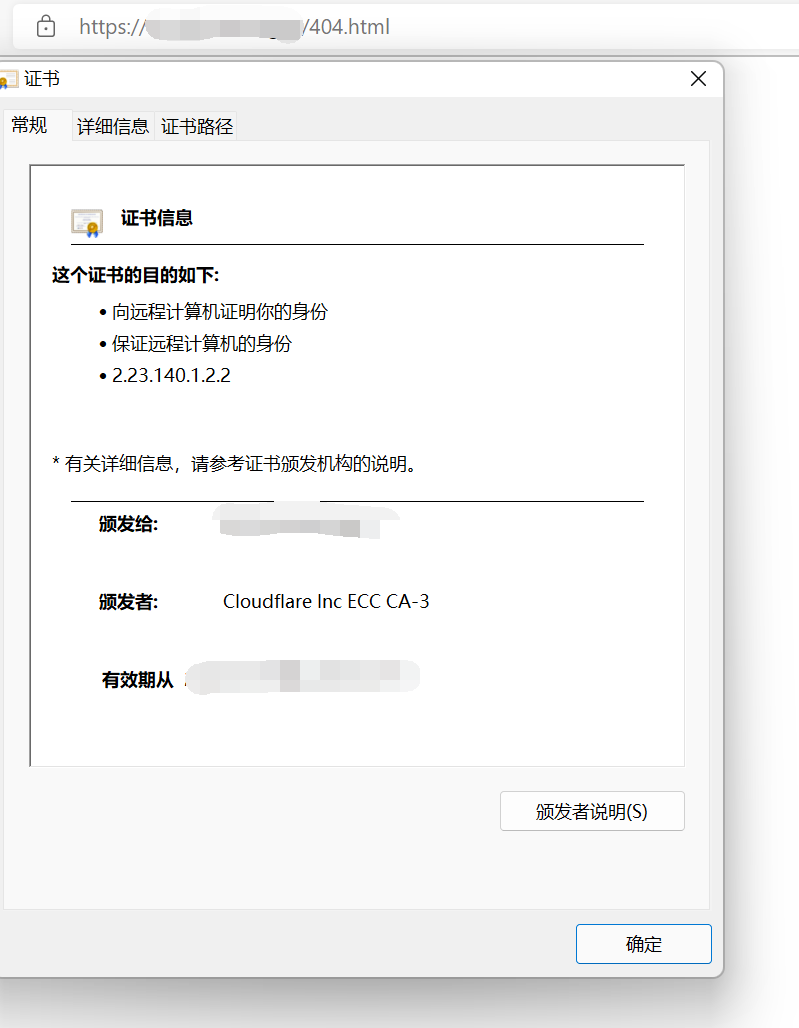 https://
/404.html
证书
常规 详细信息 证书路径
证书信息
这个证书的目的如下:
• 向远程计算机证明你的身份
• 保证远程计算机的身份
• 2.23.140.1.2.2
* 有关详细信息，请参考证书颁发机构的说明。
颁发给:
颁发者: Cloudflare Inc ECC CA-3
有效期从
颁发者说明(S)
确定